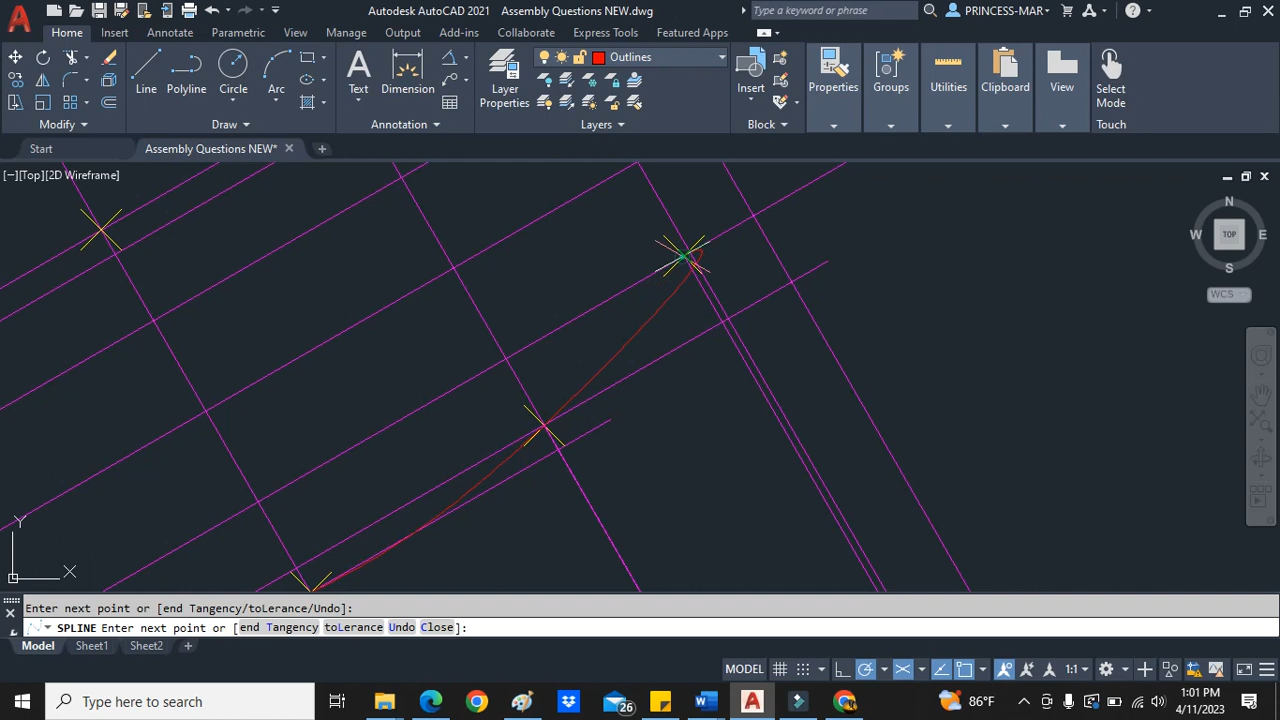 Autodesk AutoCAD 2021 Assembly Questions NEW.dwg
Type a keyword or phrase
PRINCESS-MAR
Home Insert Annotate Parametric View Manage Output Add-ins Collaborate Express Tools Featured Apps
Line Polyline Circle Arc
Text Dimension
Layer Properties
Outlines
Insert
Properties Groups Utilities Clipboard View
Select Mode
Modify Draw Annotation Layers Block Touch
Start Assembly Questions NEW*
[−][Top][2D Wireframe]
N
W TOP E
S
WCS
Y
X
Enter next point or [end Tangency/toLerance/Undo]:
SPLINE Enter next point or [end Tangency toLerance Undo Close]:
Model Sheet1 Sheet2
MODEL 1:1
Type here to search
26
86°F
1:01 PM
4/11/2023